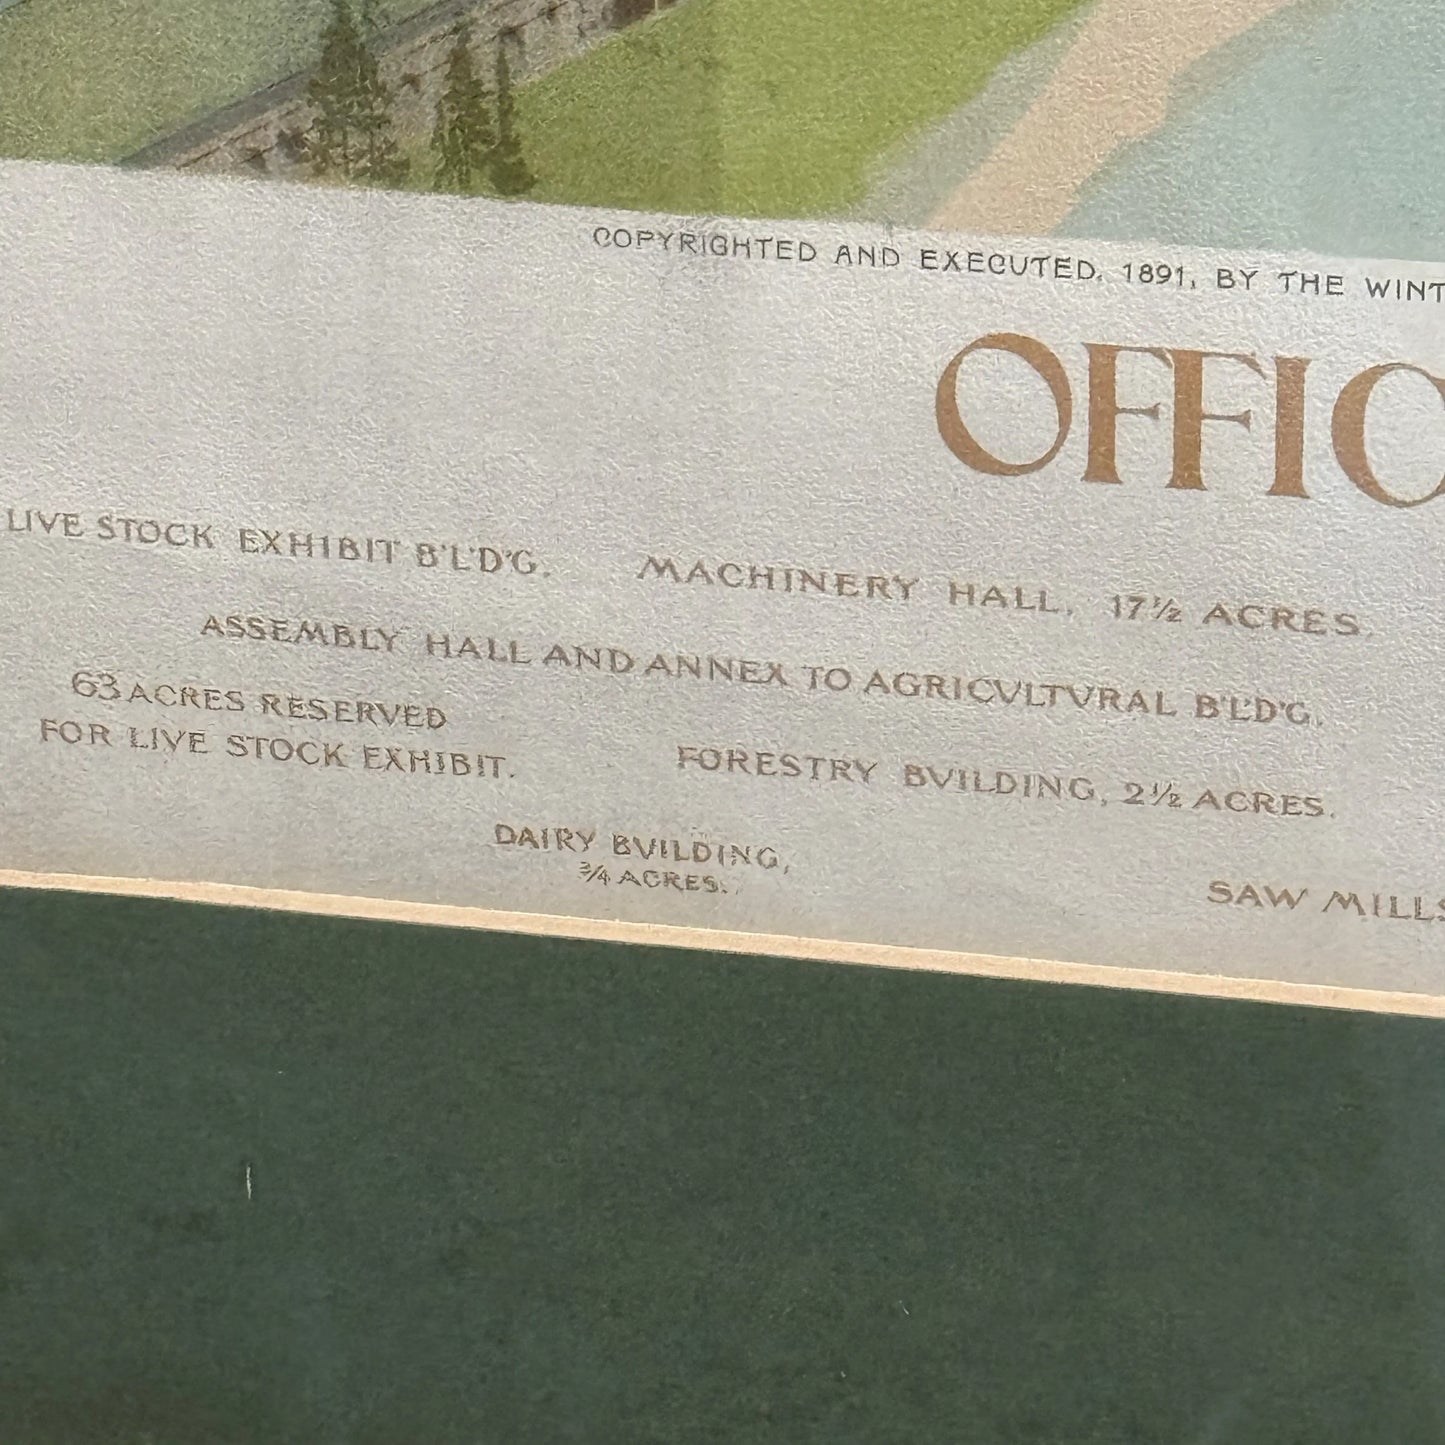 COPYRIGHTED AND EXECUTED, 1891, BY THE WINT
OFFIC
LIVE STOCK EXHIBIT B'L'D'G. MACHINERY HALL, 17½ ACRES.
ASSEMBLY HALL AND ANNEX TO AGRICVLTVRAL B'L'D'G.
63 ACRES RESERVED
FOR LIVE STOCK EXHIBIT. FORESTRY BVILDING, 2½ ACRES.
DAIRY BVILDING,
¾ ACRES.
SAW MILLS